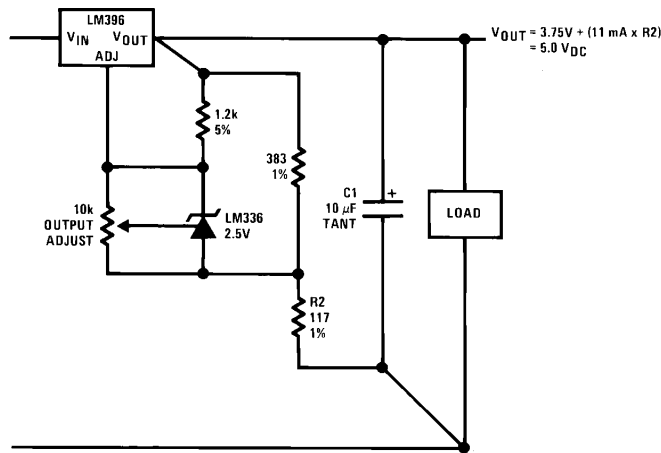 LM396
VIN VOUT
ADJ
VOUT = 3.75V + (11 mA x R2)
= 5.0 VDC
1.2k
5%
383
1%
C1
10 µF
TANT
+
LOAD
10k
OUTPUT
ADJUST
LM336
2.5V
R2
117
1%